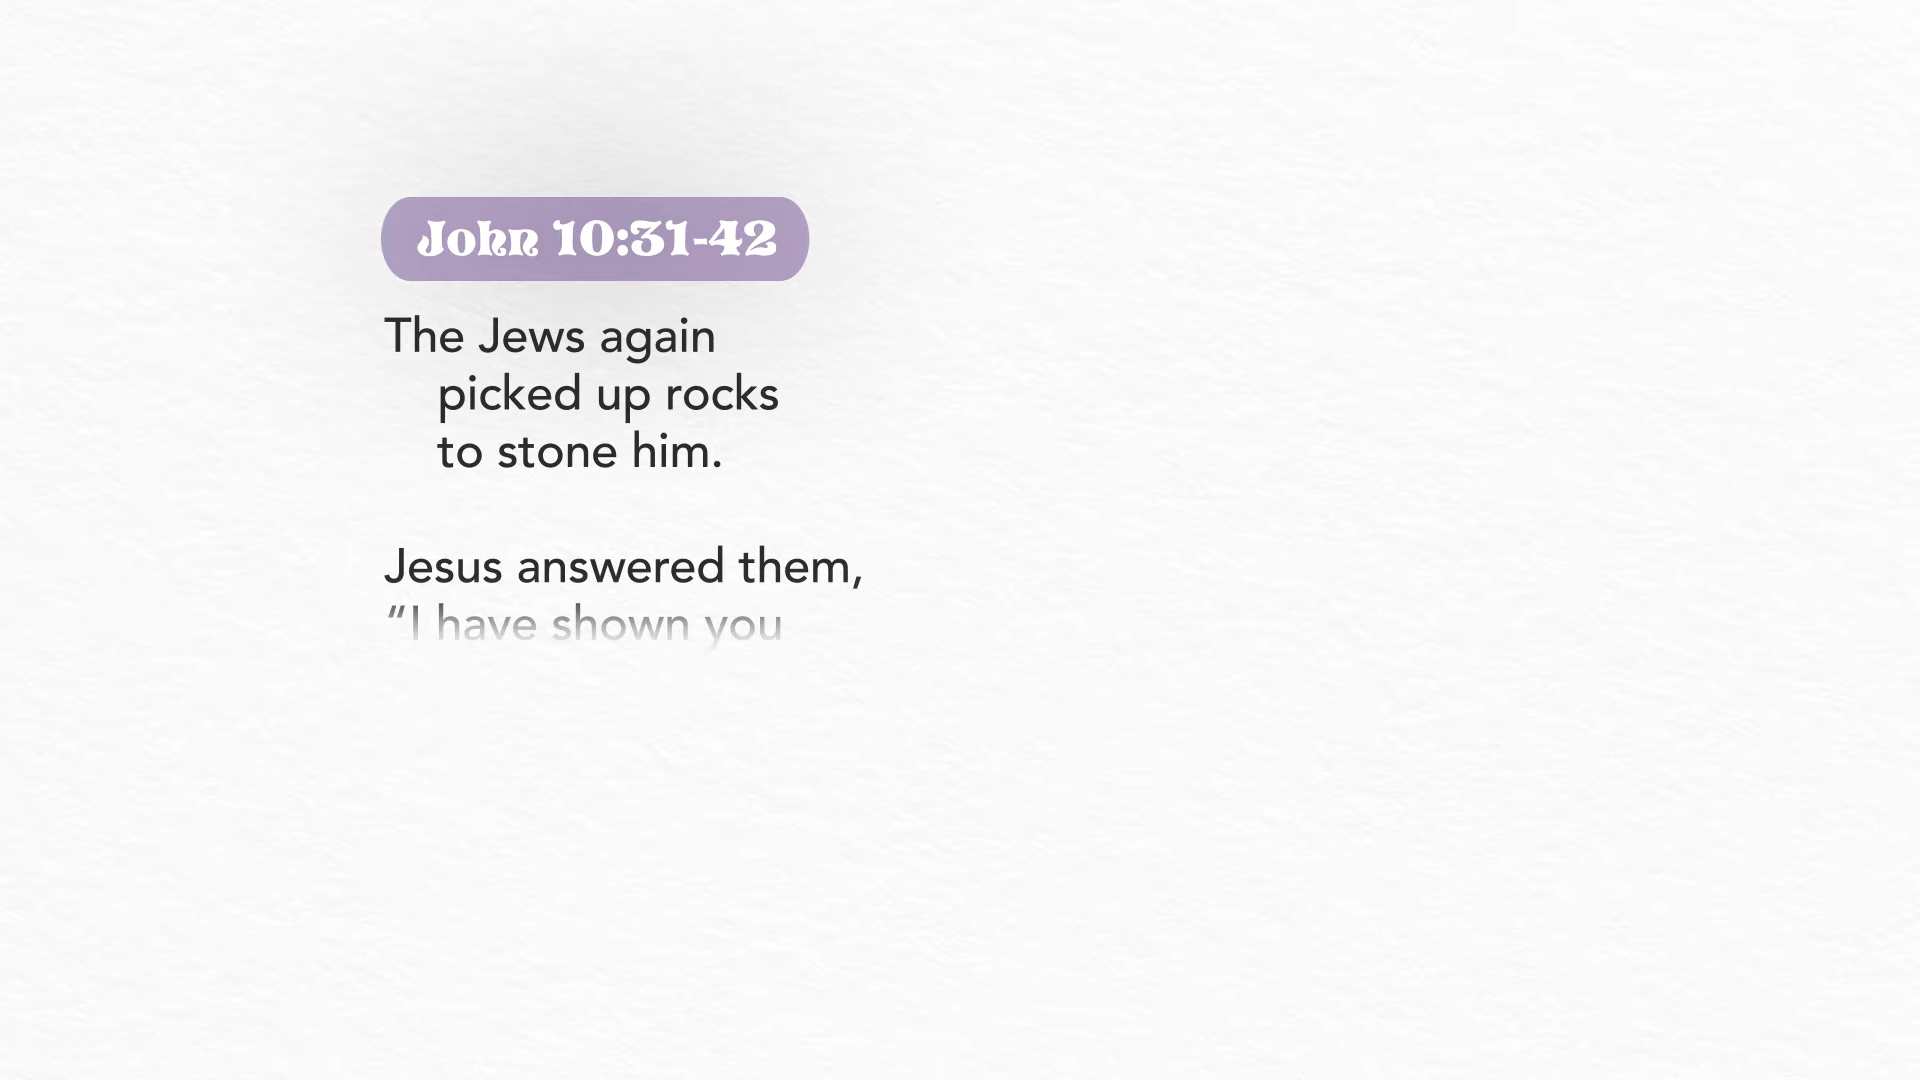 John 10:31-42
The Jews again
picked up rocks
to stone him.
Jesus answered them,
“I have shown you